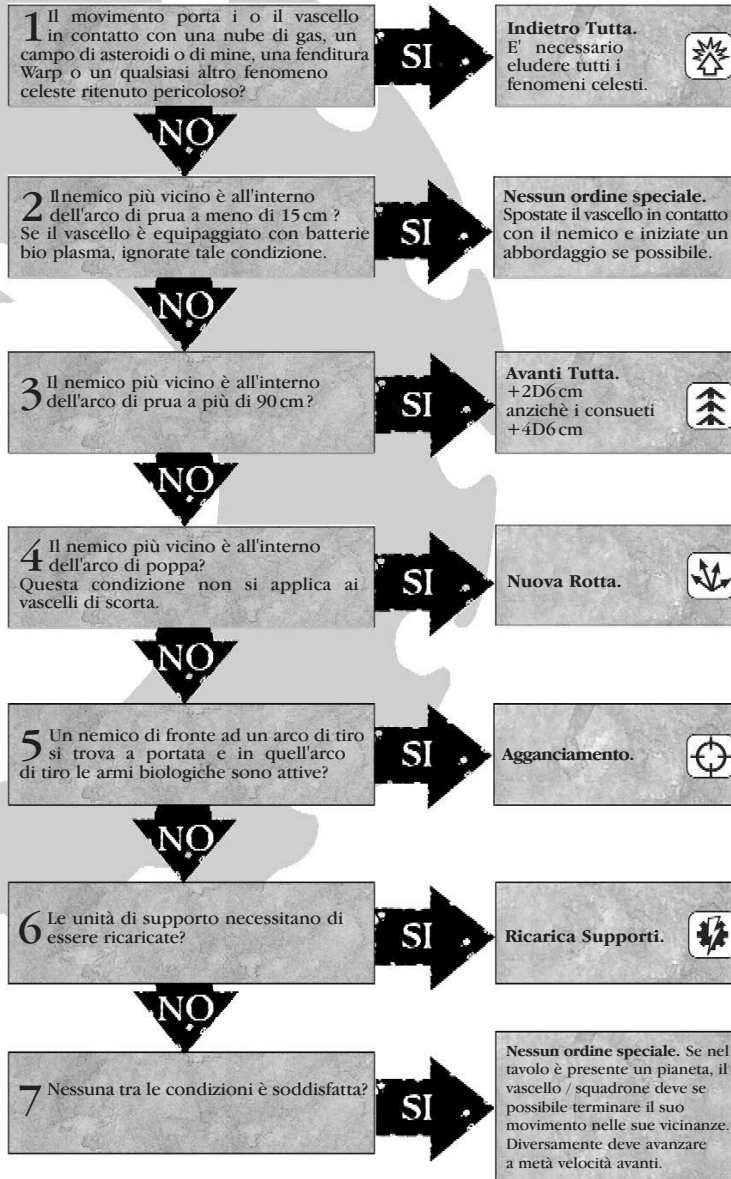 1 Il movimento porta i o il vascello
in contatto con una nube di gas, un
campo di asteroidi o di mine, una fenditura
Warp o un qualsiasi altro fenomeno
celeste ritenuto pericoloso?
SI
Indietro Tutta.
E' necessario
eludere tutti i
fenomeni celesti.
NO
2 Il nemico più vicino è all'interno
dell'arco di prua a meno di 15 cm ?
Se il vascello è equipaggiato con batterie
bio plasma, ignorate tale condizione.
SI
Nessun ordine speciale.
Spostate il vascello in contatto
con il nemico e iniziate un
abbordaggio se possibile.
NO
3 Il nemico più vicino è all'interno
dell'arco di prua a più di 90 cm ?
SI
Avanti Tutta.
+2D6 cm
anzichè i consueti
+4D6 cm
NO
4 Il nemico più vicino è all'interno
dell'arco di poppa?
Questa condizione non si applica ai
vascelli di scorta.
SI
Nuova Rotta.
NO
5 Un nemico di fronte ad un arco di tiro
si trova a portata e in quell'arco
di tiro le armi biologiche sono attive?
SI
Agganciamento.
NO
6 Le unità di supporto necessitano di
essere ricaricate?
SI
Ricarica Supporti.
NO
7 Nessuna tra le condizioni è soddisfatta?
SI
Nessun ordine speciale. Se nel
tavolo è presente un pianeta, il
vascello / squadrone deve se
possibile terminare il suo
movimento nelle sue vicinanze.
Diversamente deve avanzare
a metà velocità avanti.